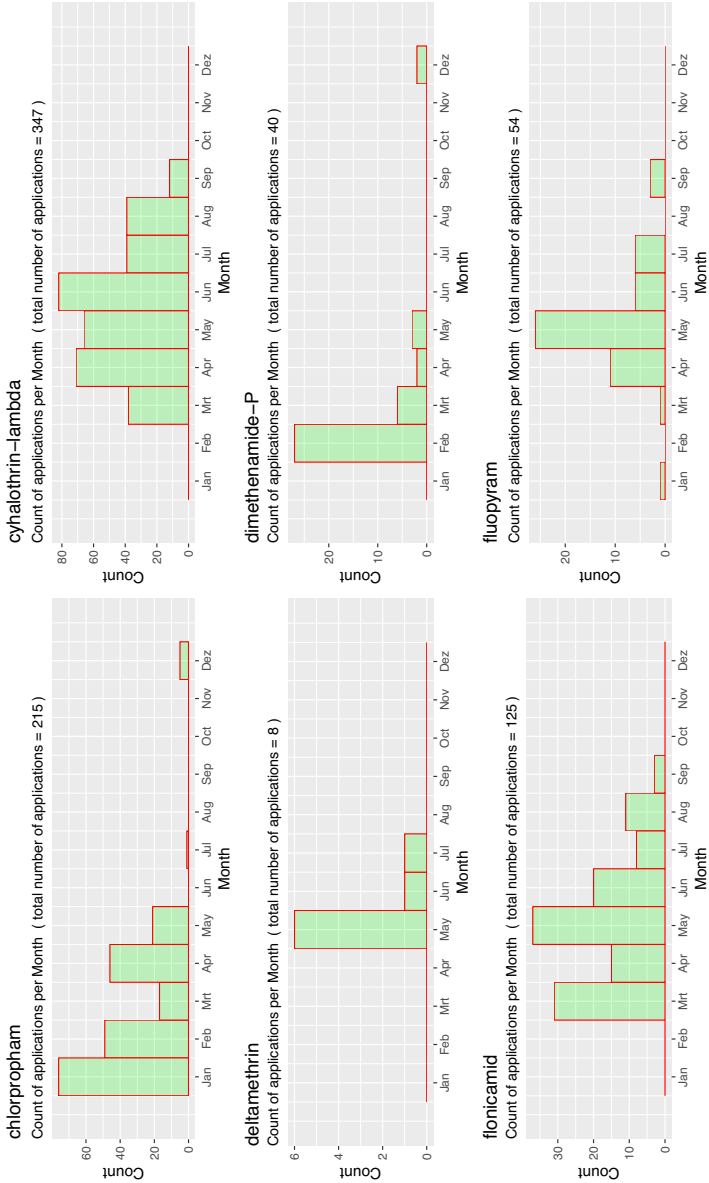 chlorpropham
Count of applications per Month  ( total number of applications = 215 )
Count
0
20
40
60
Jan Feb Mrt Apr May Jun Jul Aug Sep Oct Nov Dez
Month
cyhalothrin−lambda
Count of applications per Month  ( total number of applications = 347 )
Count
0
20
40
60
80
Jan Feb Mrt Apr May Jun Jul Aug Sep Oct Nov Dez
Month
deltamethrin
Count of applications per Month  ( total number of applications = 8 )
Count
0
2
4
6
Jan Feb Mrt Apr May Jun Jul Aug Sep Oct Nov Dez
Month
dimethenamide−P
Count of applications per Month  ( total number of applications = 40 )
Count
0
10
20
Jan Feb Mrt Apr May Jun Jul Aug Sep Oct Nov Dez
Month
flonicamid
Count of applications per Month  ( total number of applications = 125 )
Count
0
10
20
30
Jan Feb Mrt Apr May Jun Jul Aug Sep Oct Nov Dez
Month
fluopyram
Count of applications per Month  ( total number of applications = 54 )
Count
0
10
20
Jan Feb Mrt Apr May Jun Jul Aug Sep Oct Nov Dez
Month